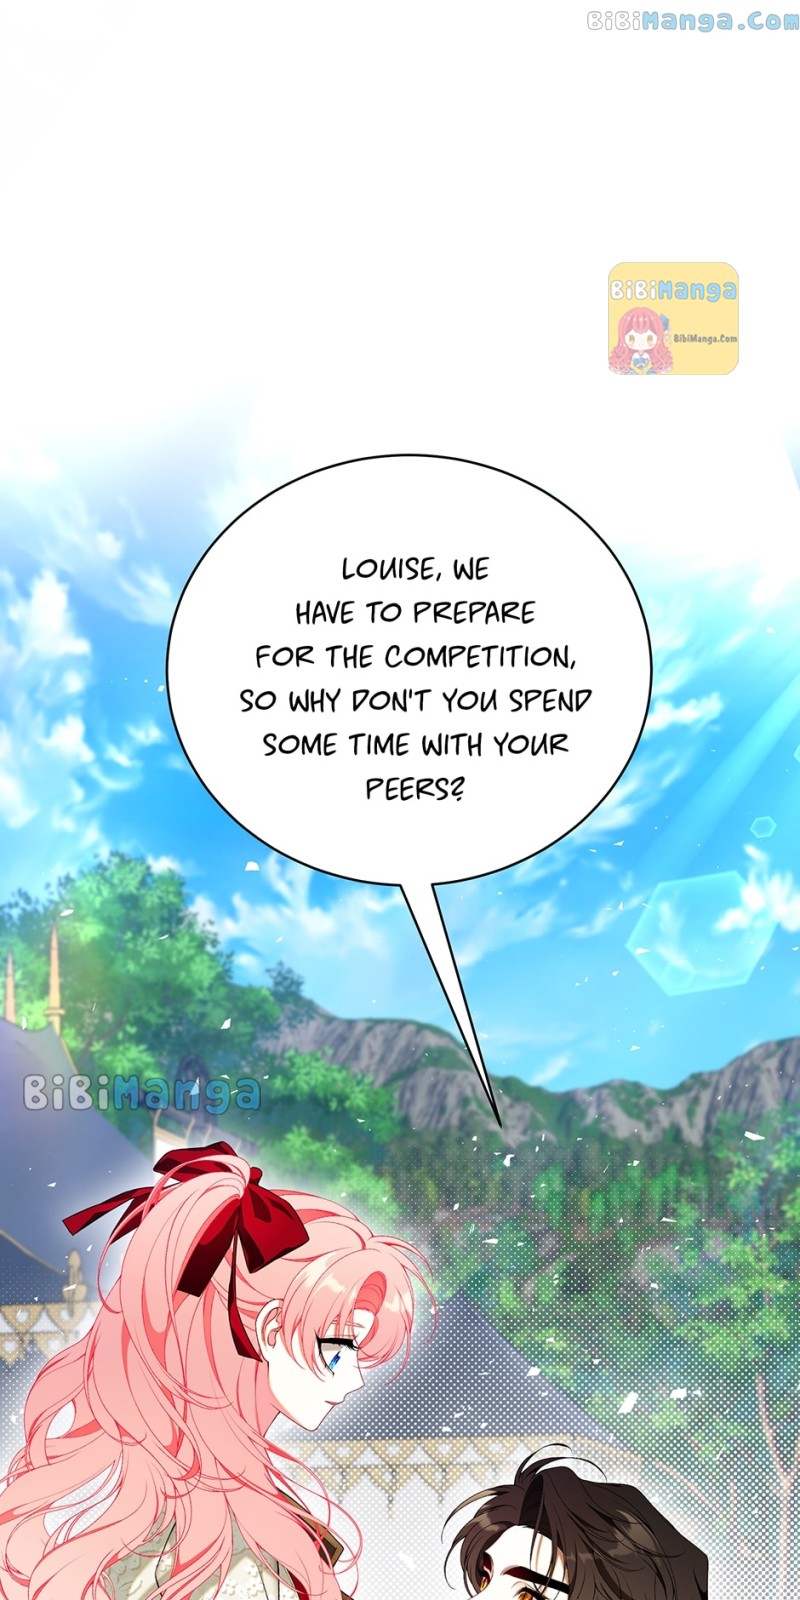 BiBiManga.Com
BiBiManga
BibiManga.Com
LOUISE, WE
HAVE TO PREPARE
FOR THE COMPETITION,
SO WHY DON'T YOU SPEND
SOME TIME WITH YOUR
PEERS?
BiBiManga